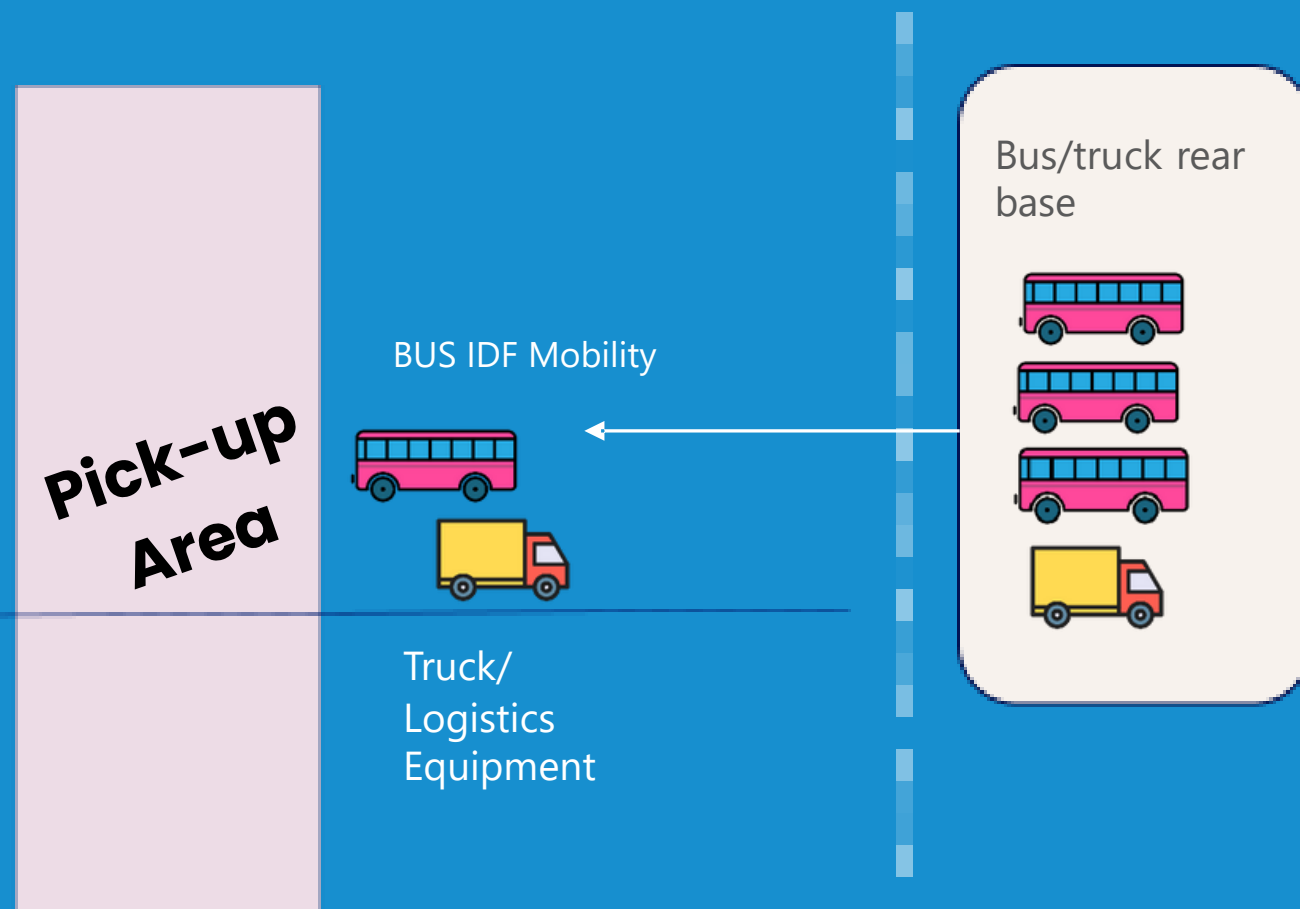 Bus/truck rear
base
BUS IDF Mobility
Pick-up
Area
Truck/
Logistics
Equipment